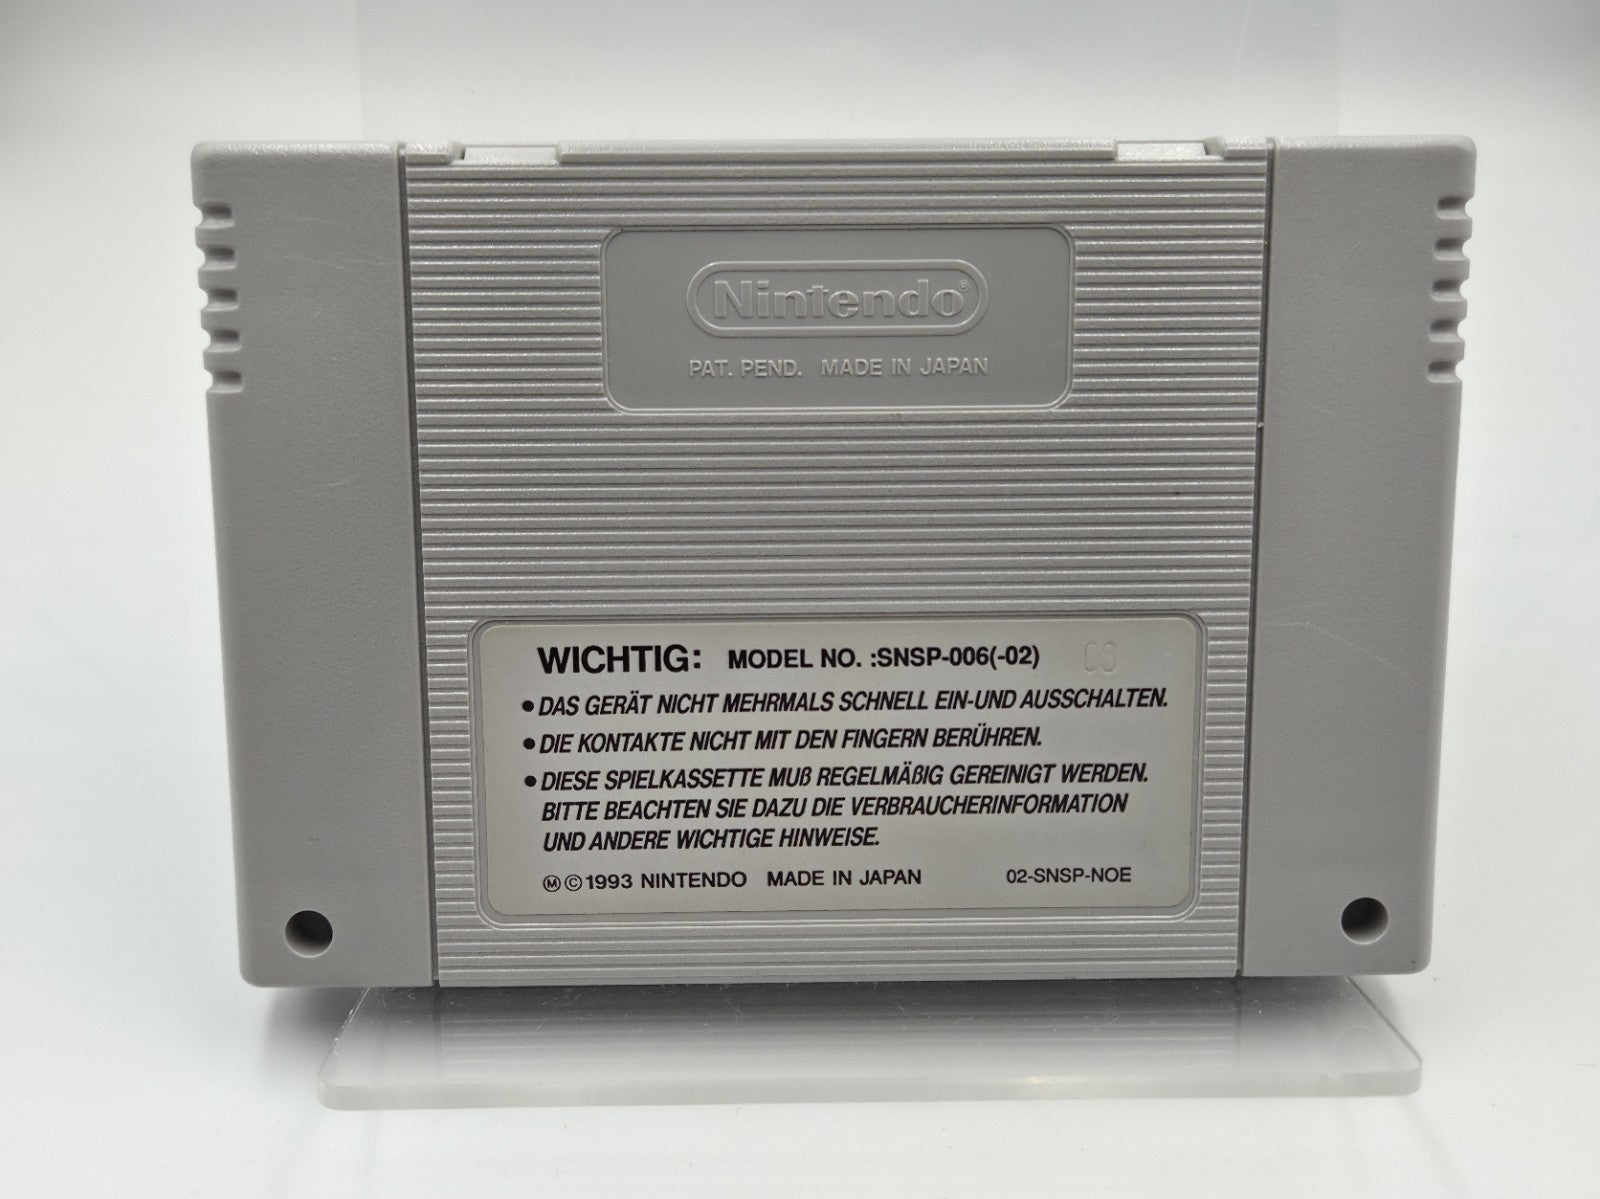 Nintendo®
PAT. PEND. MADE IN JAPAN
WICHTIG: MODEL NO. :SNSP-006(-02) C8
• DAS GERÄT NICHT MEHRMALS SCHNELL EIN-UND AUSSCHALTEN.
• DIE KONTAKTE NICHT MIT DEN FINGERN BERÜHREN.
• DIESE SPIELKASSETTE MUß REGELMÄßIG GEREINIGT WERDEN.
BITTE BEACHTEN SIE DAZU DIE VERBRAUCHERINFORMATION
UND ANDERE WICHTIGE HINWEISE.
Ⓜ©1993 NINTENDO MADE IN JAPAN 02-SNSP-NOE